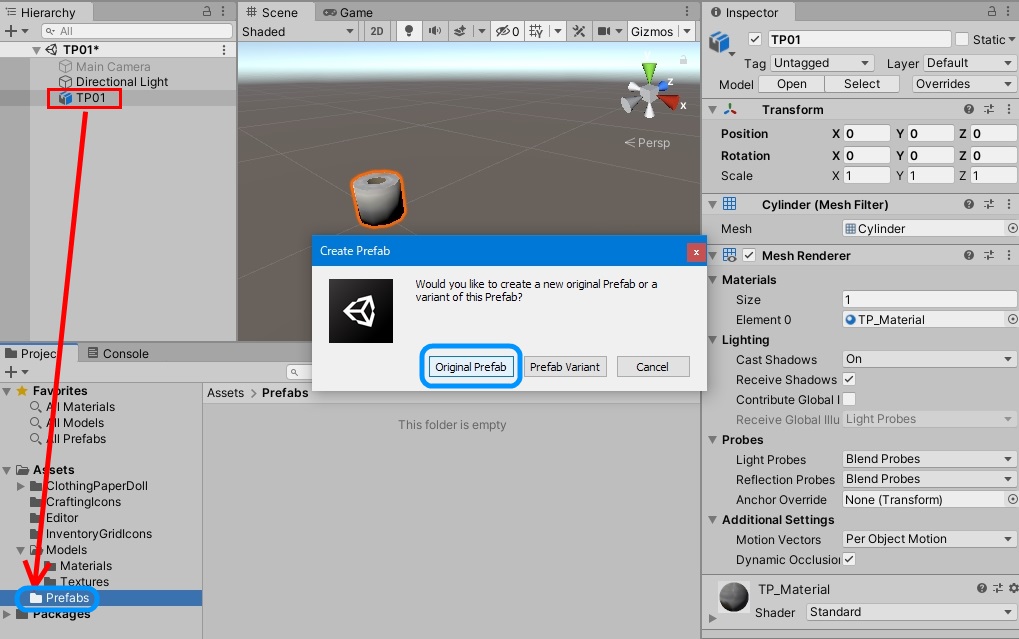 Hierarchy
All
TP01*
Main Camera
Directional Light
TP01
Scene
Game
Shaded
2D
0
Gizmos
Z
X
Persp
Inspector
TP01
Static
Tag Untagged Layer Default
Model Open Select Overrides
Transform
Position X 0 Y 0 Z 0
Rotation X 0 Y 0 Z 0
Scale X 1 Y 1 Z 1
Cylinder (Mesh Filter)
Mesh Cylinder
Mesh Renderer
Materials
Size 1
Element 0 TP_Material
Lighting
Cast Shadows On
Receive Shadows
Contribute Global I
Receive Global Illu Light Probes
Probes
Light Probes Blend Probes
Reflection Probes Blend Probes
Anchor Override None (Transform)
Additional Settings
Motion Vectors Per Object Motion
Dynamic Occlusion
TP_Material
Shader Standard
Create Prefab
Would you like to create a new original Prefab or a
variant of this Prefab?
Original Prefab Prefab Variant Cancel
Project
Console
Favorites
All Materials
All Models
All Prefabs
Assets
ClothingPaperDoll
CraftingIcons
Editor
InventoryGridIcons
Models
Materials
Textures
Prefabs
Packages
Assets > Prefabs
This folder is empty